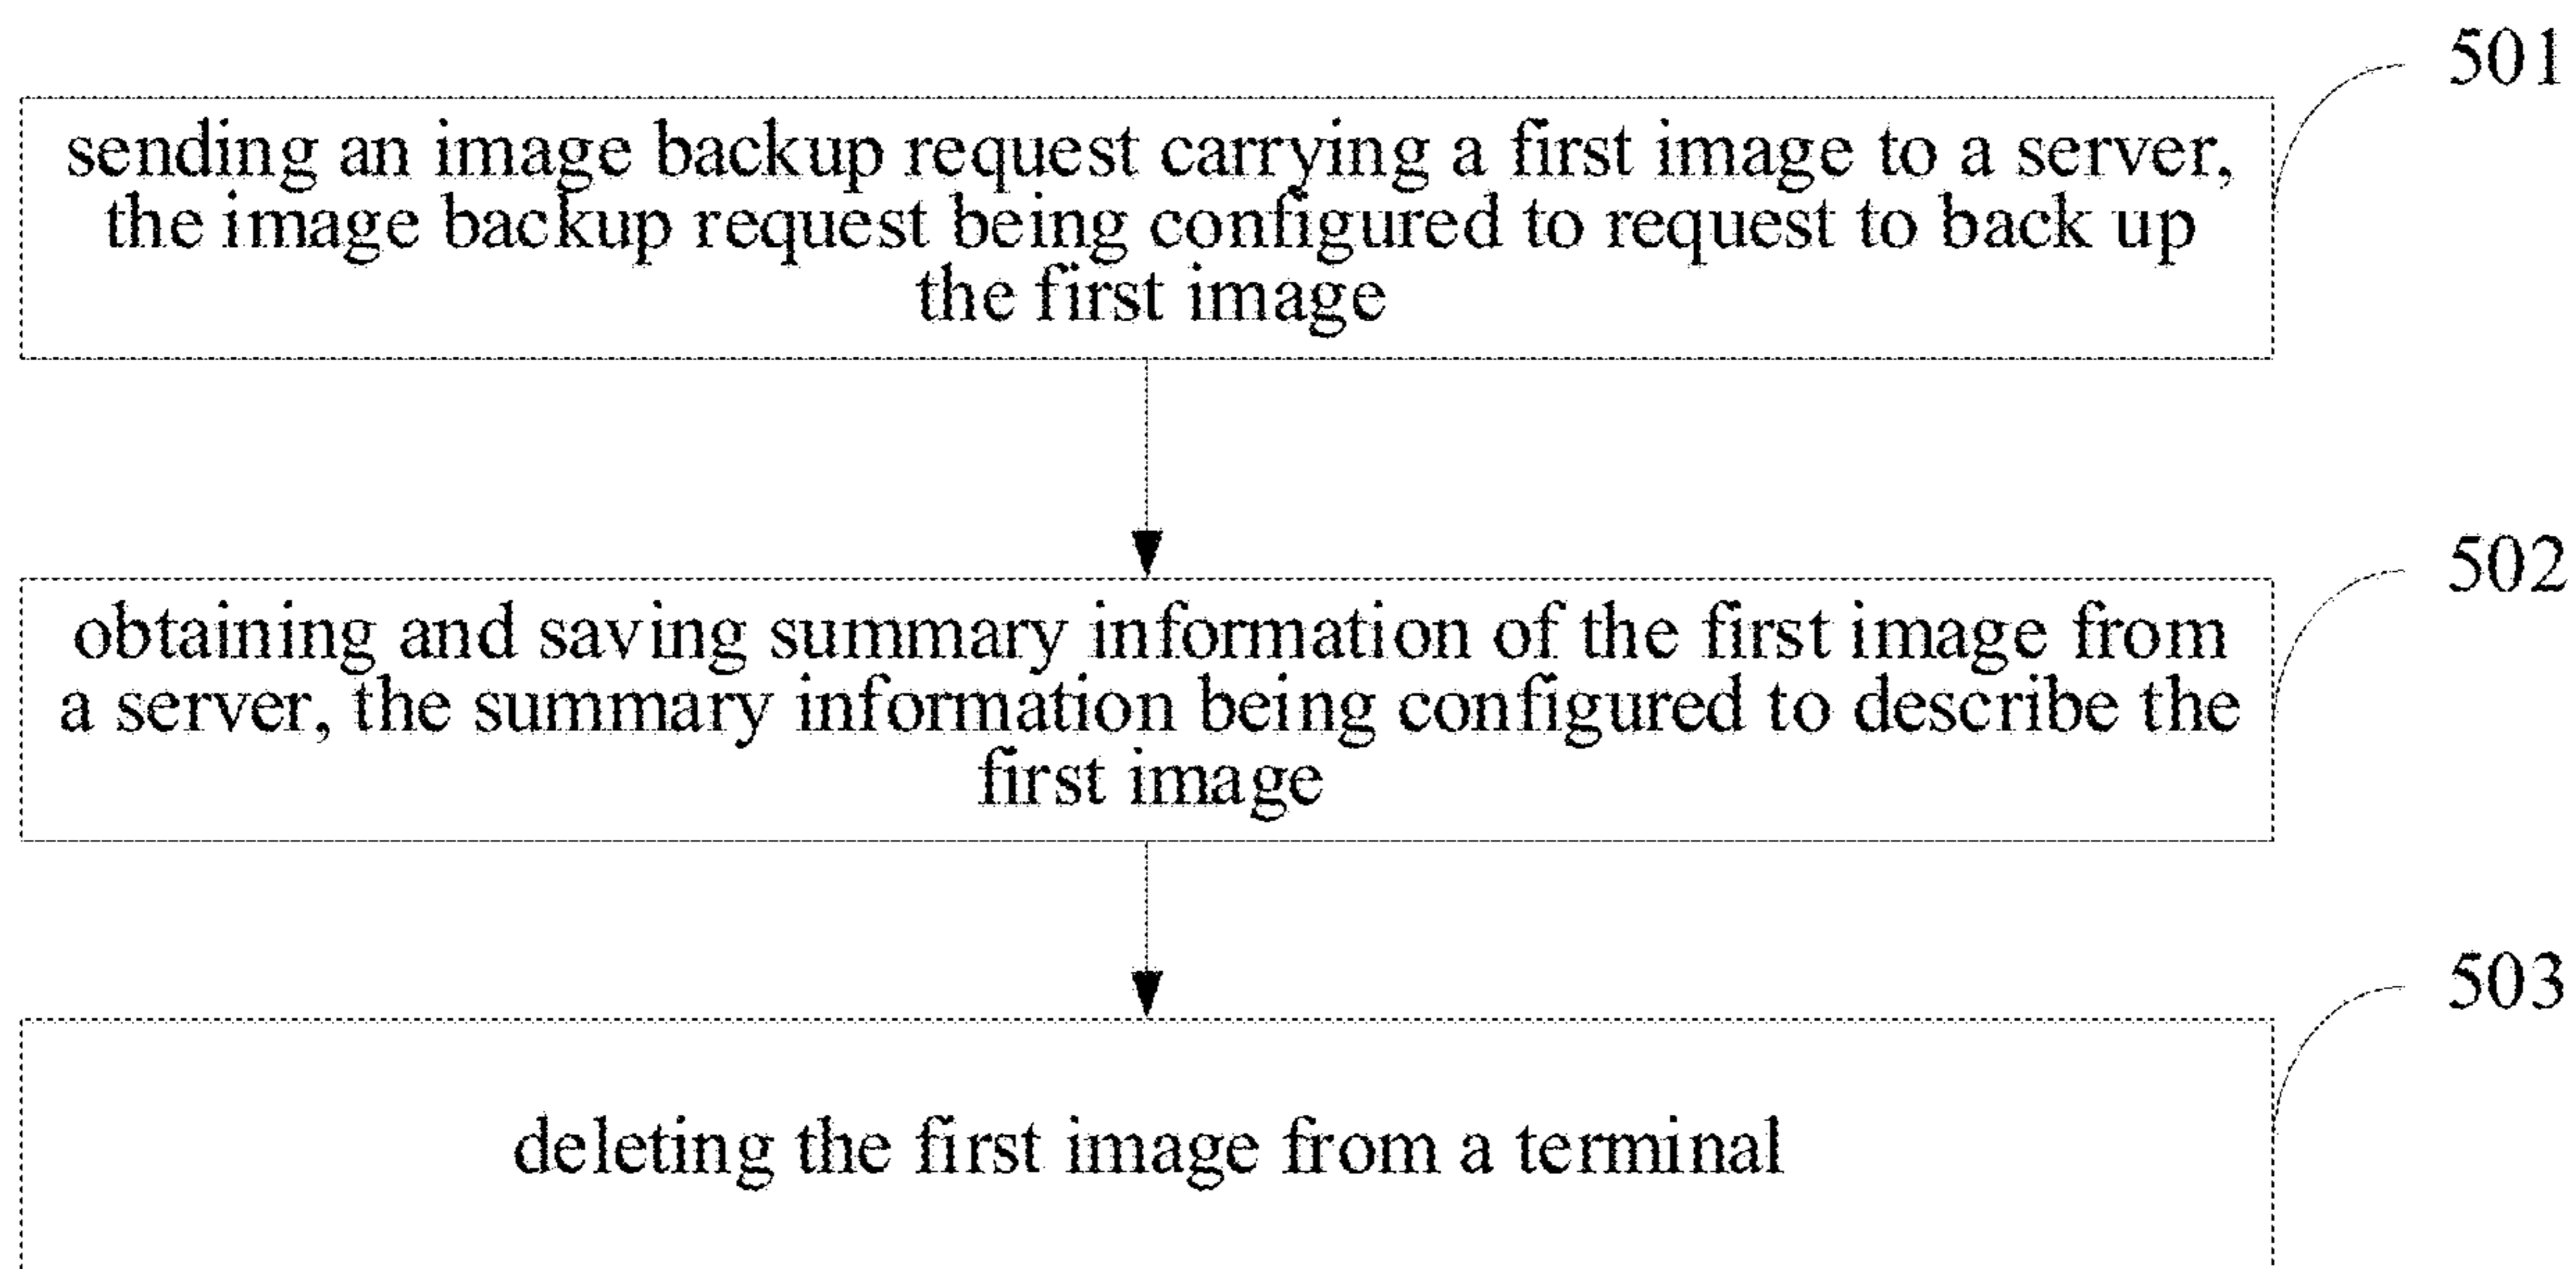 501
sending an image backup request carrying a first image to a server,
the image backup request being configured to request to back up
the first image
502
obtaining and saving summary information of the first image from
a server, the summary information being configured to describe the
first image
503
deleting the first image from a terminal